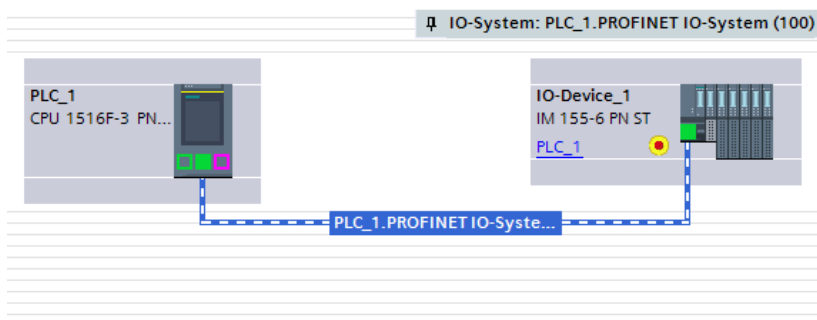 IO-System: PLC_1.PROFINET IO-System (100)
PLC_1
CPU 1516F-3 PN...
IO-Device_1
IM 155-6 PN ST
PLC_1
PLC_1.PROFINET IO-Syste...